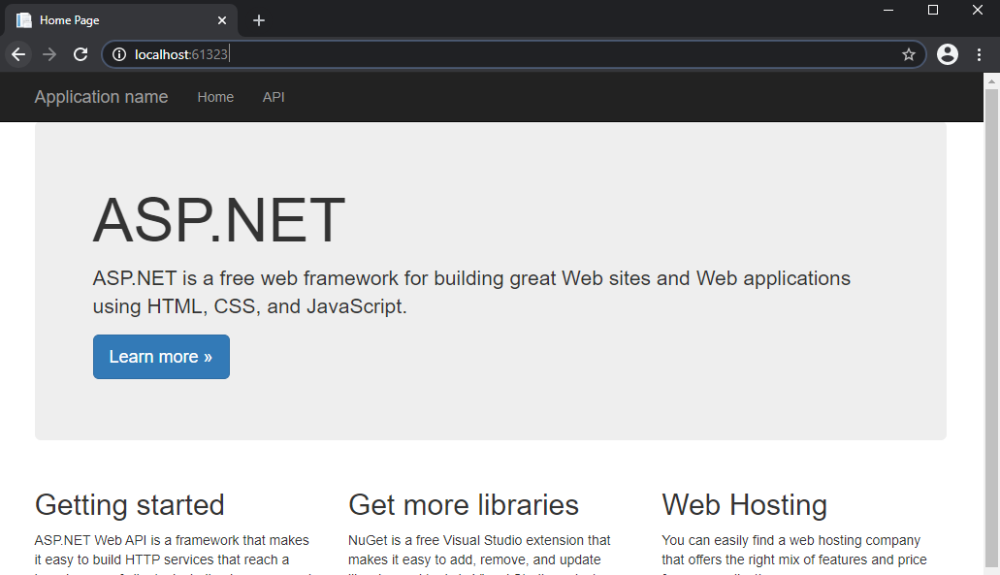 Home Page
localhost:61323
Application name Home API
ASP.NET
ASP.NET is a free web framework for building great Web sites and Web applications
using HTML, CSS, and JavaScript.
Learn more »
Getting started
ASP.NET Web API is a framework that makes
it easy to build HTTP services that reach a
Get more libraries
NuGet is a free Visual Studio extension that
makes it easy to add, remove, and update
Web Hosting
You can easily find a web hosting company
that offers the right mix of features and price